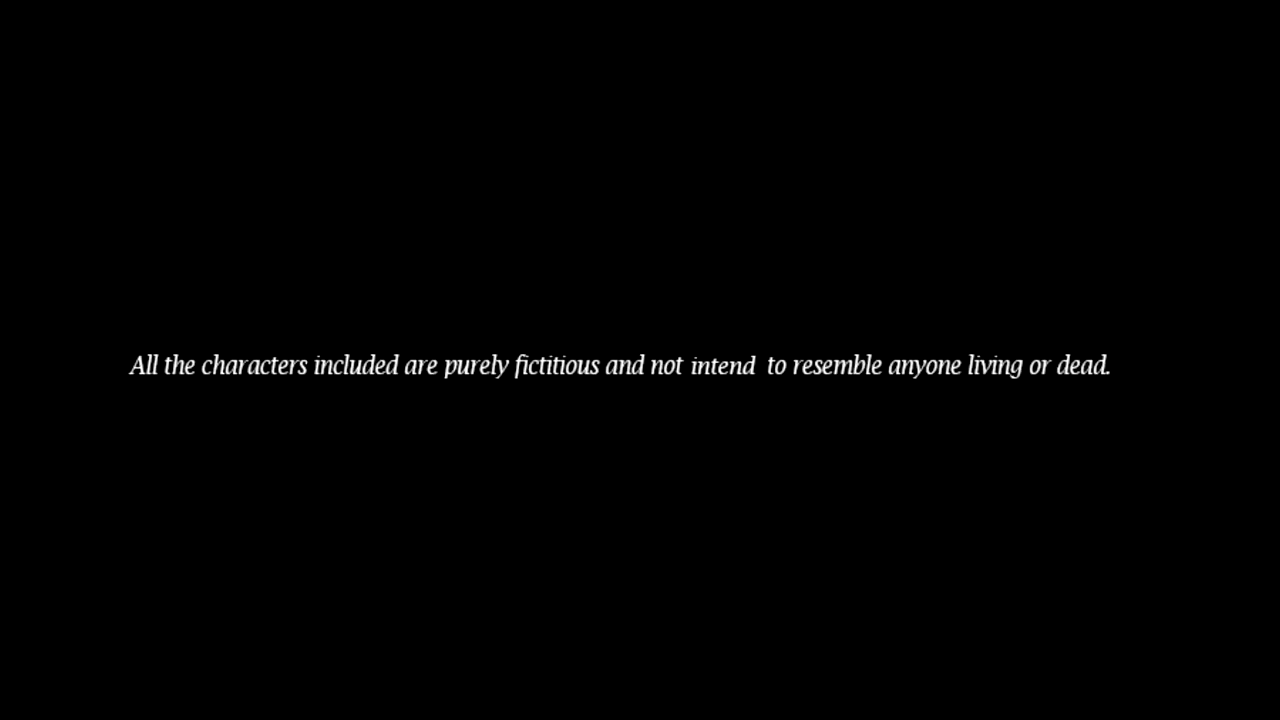 All the characters included are purely fictitious and not intend to resemble anyone living or dead.